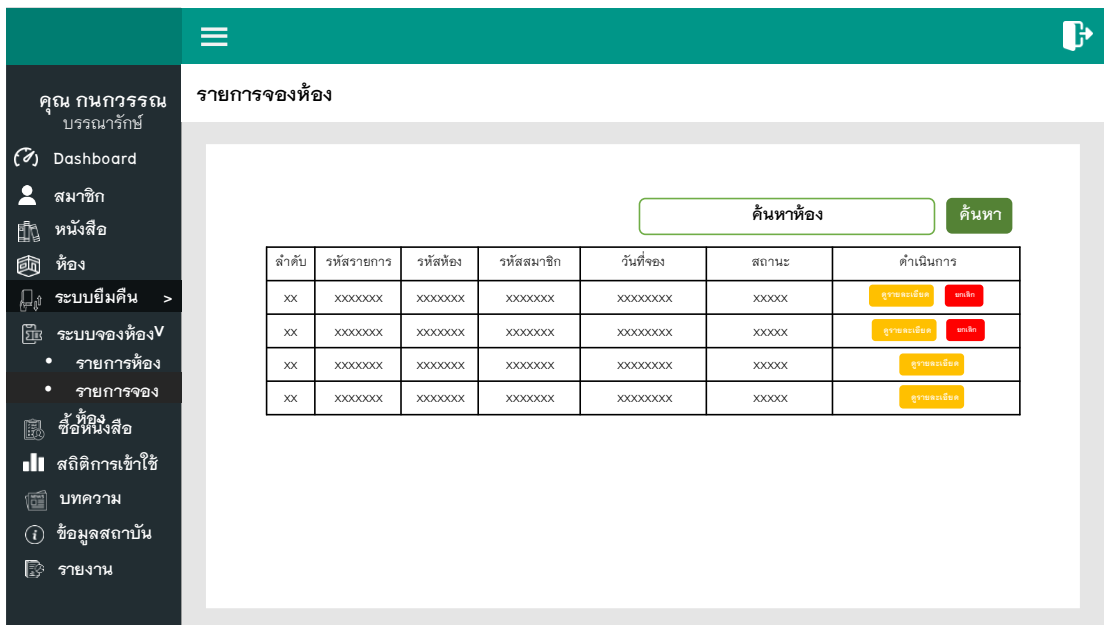 คุณ กนกวรรณ
บรรณารักษ์
Dashboard
สมาชิก
หนังสือ
ห้อง
ระบบยืมคืน >
ระบบจองห้อง V
• รายการห้อง
• รายการจอง
ห้อง
ซื้อหนังสือ
สถิติการเข้าใช้
บทความ
ข้อมูลสถาบัน
รายงาน
รายการจองห้อง
ค้นหาห้อง ค้นหา
ลำดับ รหัสรายการ รหัสห้อง รหัสสมาชิก วันที่จอง สถานะ ดำเนินการ
xx xxxxxxx xxxxxxx xxxxxxx xxxxxxxx xxxxx ดูรายละเอียด ยกเลิก
xx xxxxxxx xxxxxxx xxxxxxx xxxxxxxx xxxxx ดูรายละเอียด ยกเลิก
xx xxxxxxx xxxxxxx xxxxxxx xxxxxxxx xxxxx ดูรายละเอียด
xx xxxxxxx xxxxxxx xxxxxxx xxxxxxxx xxxxx ดูรายละเอียด